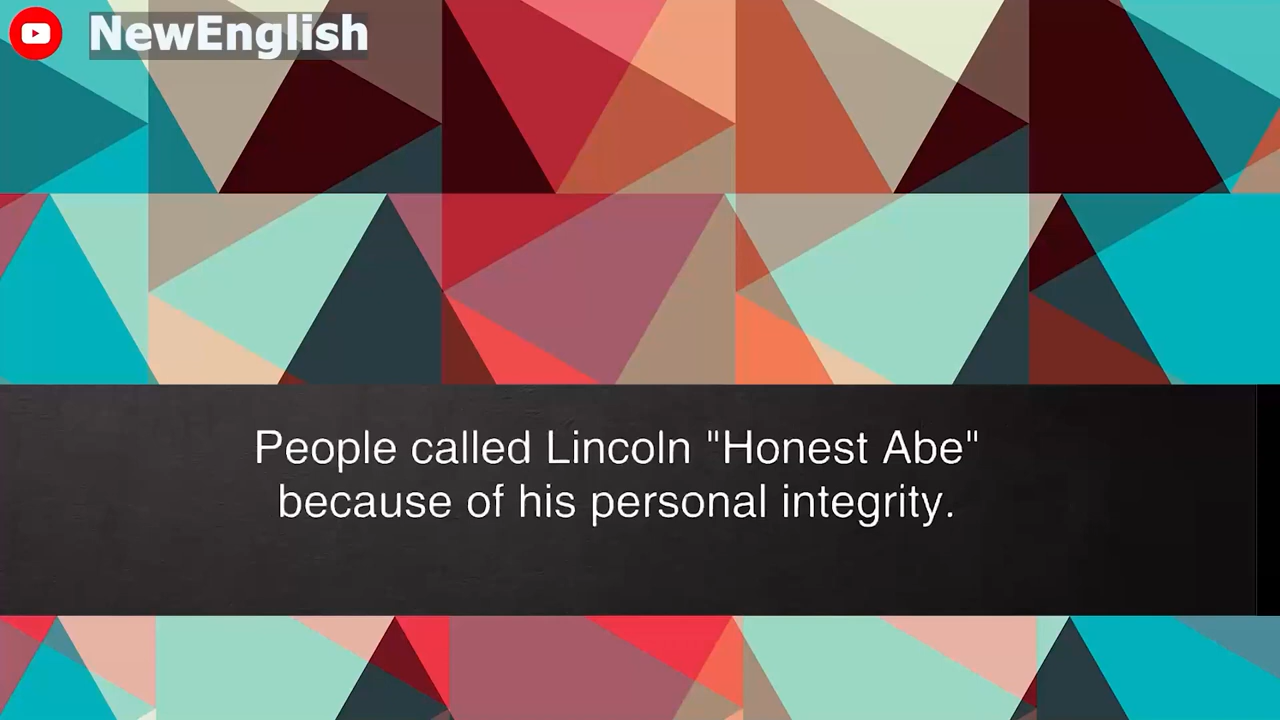 NewEnglish
People called Lincoln "Honest Abe"
because of his personal integrity.